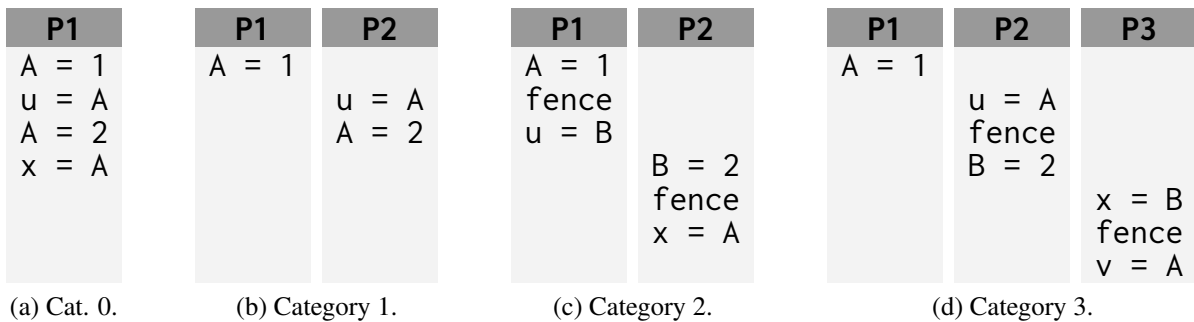 P1
A = 1
u = A
A = 2
x = A
(a) Cat. 0.
P1 P2
A = 1
u = A
A = 2
(b) Category 1.
P1 P2
A = 1
fence
u = B
B = 2
fence
x = A
(c) Category 2.
P1 P2 P3
A = 1
u = A
fence
B = 2
x = B
fence
v = A
(d) Category 3.